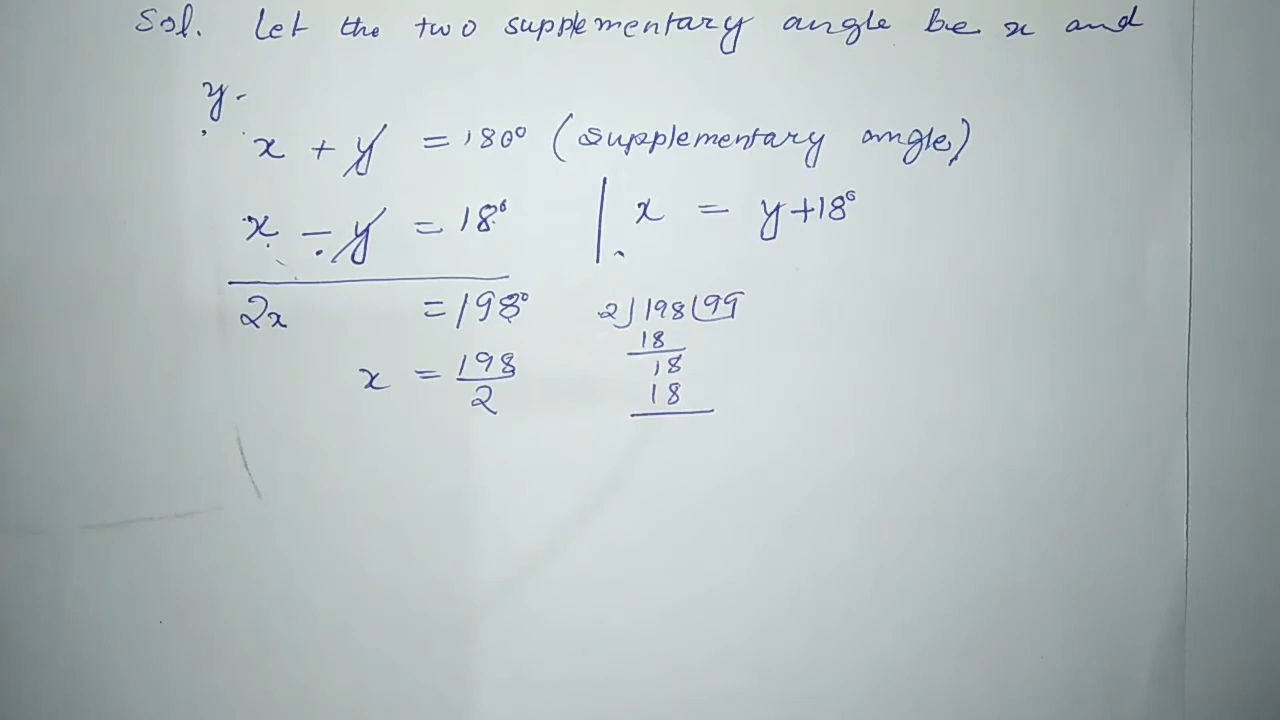 Sol. Let the two supplementary angle be x and
y.
x + y = 180° (supplementary angle)
x - y = 18° | x = y+18°
2x = 198° 2)198(99
18
x = 198/2 18
18